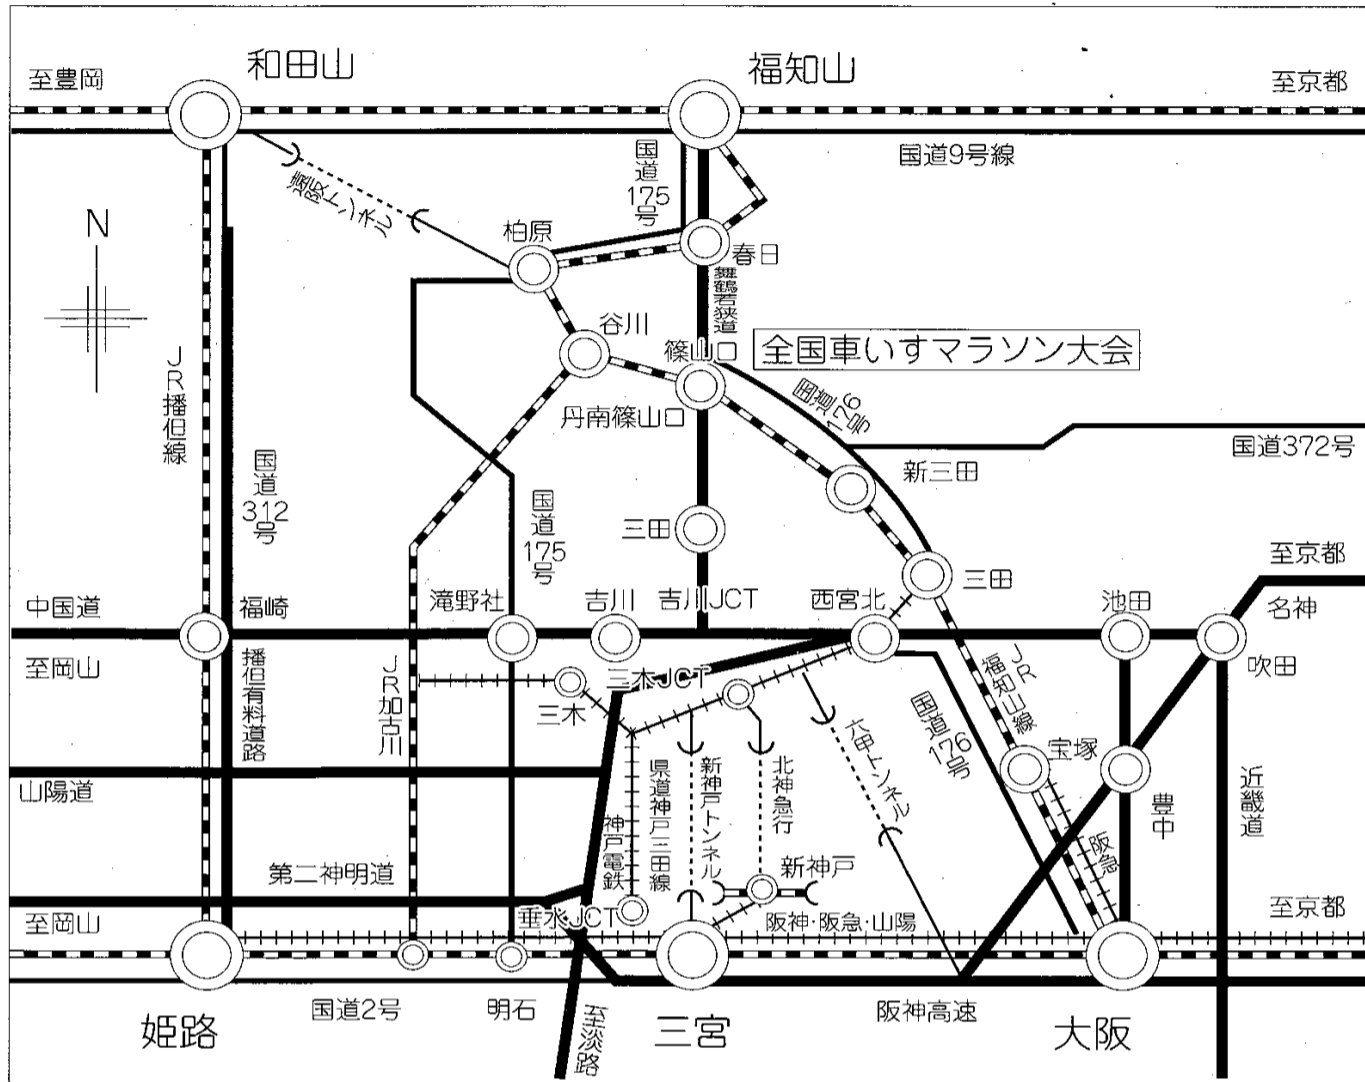 和田山
福知山
至豊岡
至京都
国道9号線
国道175号
遠阪トンネル
N
柏原
春日
舞鶴若狭道
谷川
篠山口
全国車いすマラソン大会
国道176号
丹南篠山口
国道372号
新三田
JR播但線
国道312号
国道175号
三田
三田
至京都
中国道
福崎
滝野社
吉川
吉川JCT
西宮北
池田
名神
至岡山
吹田
播但有料道路
JR加古川
三木
三木JCT
JR福知山線
国道176号
六甲トンネル
宝塚
豊中
近畿道
山陽道
神戸電鉄
県道神戸三田線
新神戸トンネル
北神急行
阪急
第二神明道
新神戸
至岡山
垂水JCT
阪神・阪急・山陽
至京都
国道2号
明石
至淡路
阪神高速
姫路
三宮
大阪